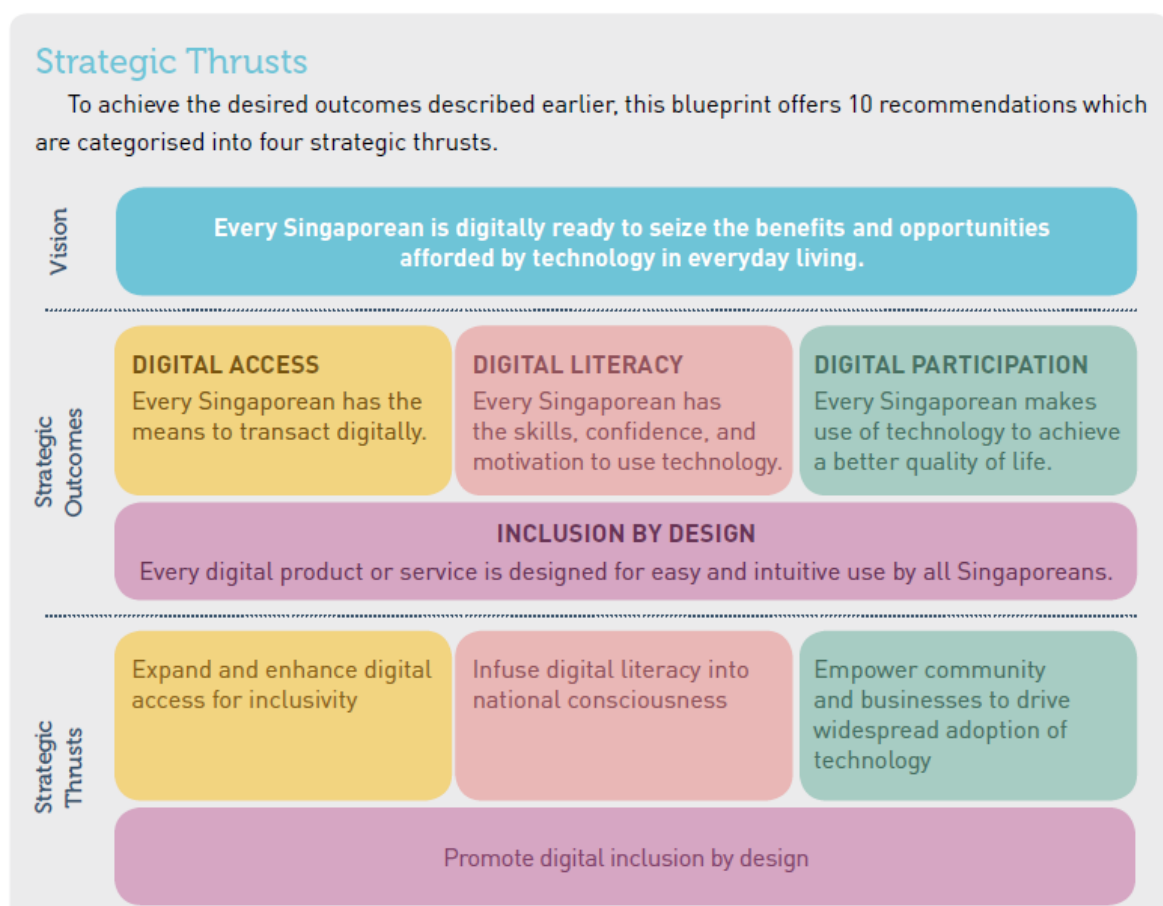 Strategic Thrusts
To achieve the desired outcomes described earlier, this blueprint offers 10 recommendations which
are categorised into four strategic thrusts.
Vision
Every Singaporean is digitally ready to seize the benefits and opportunities
afforded by technology in everyday living.
Strategic
Outcomes
DIGITAL ACCESS
Every Singaporean has the
means to transact digitally.
DIGITAL LITERACY
Every Singaporean has
the skills, confidence, and
motivation to use technology.
DIGITAL PARTICIPATION
Every Singaporean makes
use of technology to achieve
a better quality of life.
INCLUSION BY DESIGN
Every digital product or service is designed for easy and intuitive use by all Singaporeans.
Strategic
Thrusts
Expand and enhance digital
access for inclusivity
Infuse digital literacy into
national consciousness
Empower community
and businesses to drive
widespread adoption of
technology
Promote digital inclusion by design